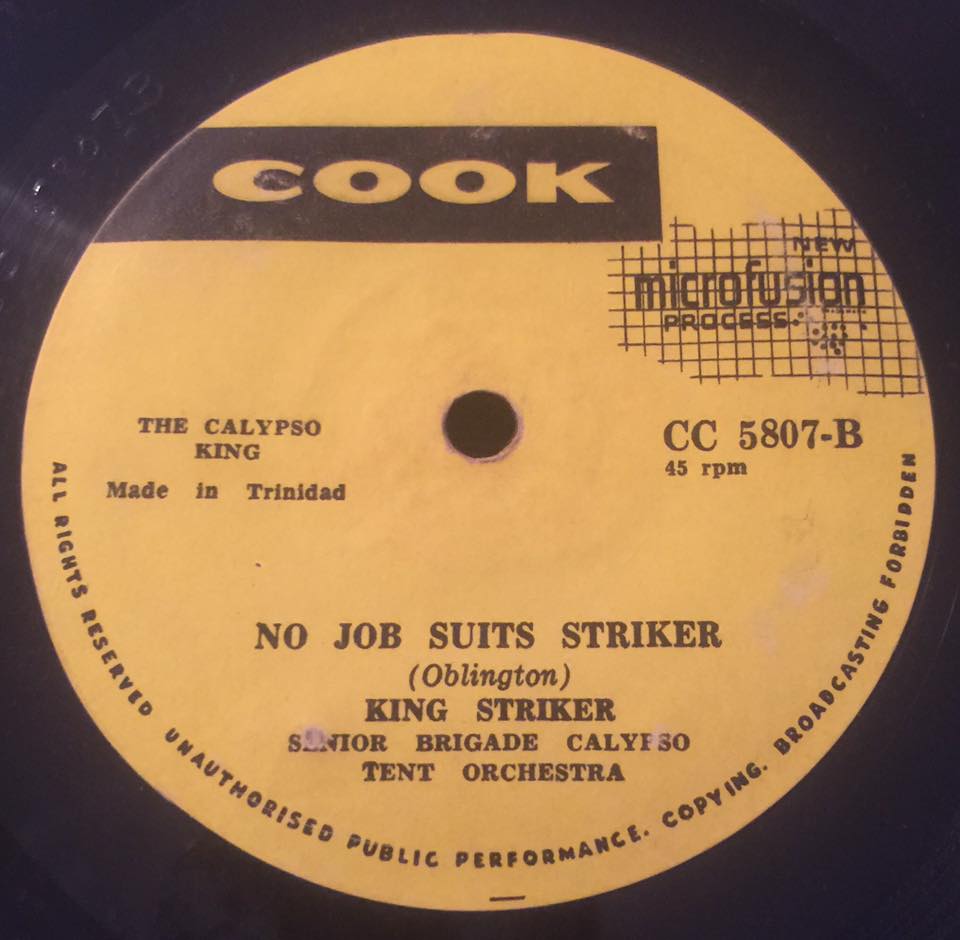 COOK
NEW
microfusion
PROCESS
THE CALYPSO
KING
Made in Trinidad
CC 5807-B
45 rpm
NO JOB SUITS STRIKER
(Oblington)
KING STRIKER
SENIOR BRIGADE CALYPSO
TENT ORCHESTRA
ALL RIGHTS RESERVED UNAUTHORISED PUBLIC PERFORMANCE. COPYING. BROADCASTING FORBIDDEN